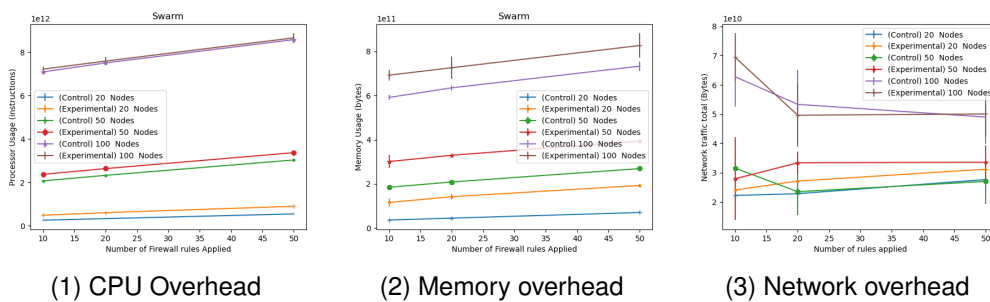 Swarm
1e12
Processor Usage (instructions)
8
6
4
2
0
(Control) 20 Nodes
(Experimental) 20 Nodes
(Control) 50 Nodes
(Experimental) 50 Nodes
(Control) 100 Nodes
(Experimental) 100 Nodes
10 15 20 25 30 35 40 45 50
Number of Firewall rules Applied
(1) CPU Overhead
Swarm
1e11
Memory Usage (bytes)
8
6
4
2
0
(Control) 20 Nodes
(Experimental) 20 Nodes
(Control) 50 Nodes
(Experimental) 50 Nodes
(Control) 100 Nodes
(Experimental) 100 Nodes
10 15 20 25 30 35 40 45 50
Number of Firewall rules Applied
(2) Memory overhead
1e10
Network traffic total (Bytes)
8
7
6
5
4
3
2
(Control) 20 Nodes
(Experimental) 20 Nodes
(Control) 50 Nodes
(Experimental) 50 Nodes
(Control) 100 Nodes
(Experimental) 100 Nodes
10 15 20 25 30 35 40 45 50
Number of rules applied
(3) Network overhead